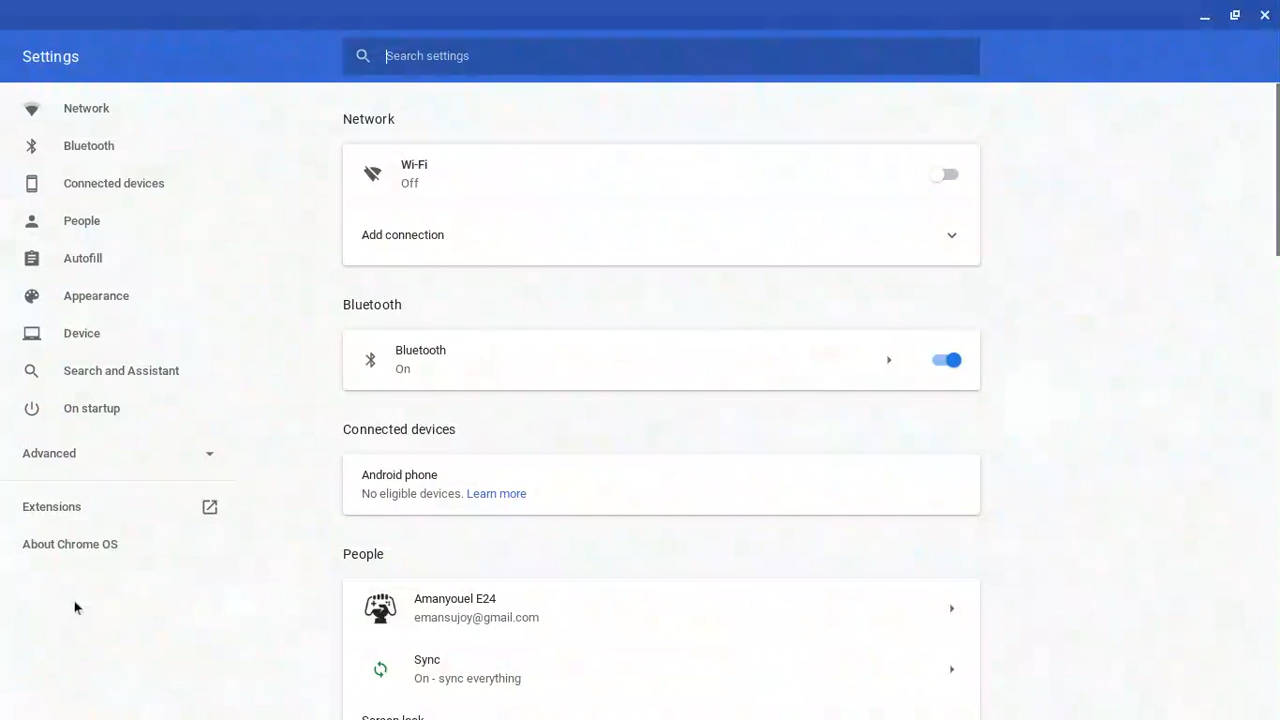 Settings
Search settings
Network
Bluetooth
Connected devices
People
Autofill
Appearance
Device
Search and Assistant
On startup
Advanced
Extensions
About Chrome OS
Network
Wi-Fi
Off
Add connection
Bluetooth
Bluetooth
On
Connected devices
Android phone
No eligible devices. Learn more
People
Amanyouel E24
emansujoy@gmail.com
Sync
On - sync everything
Screen lock